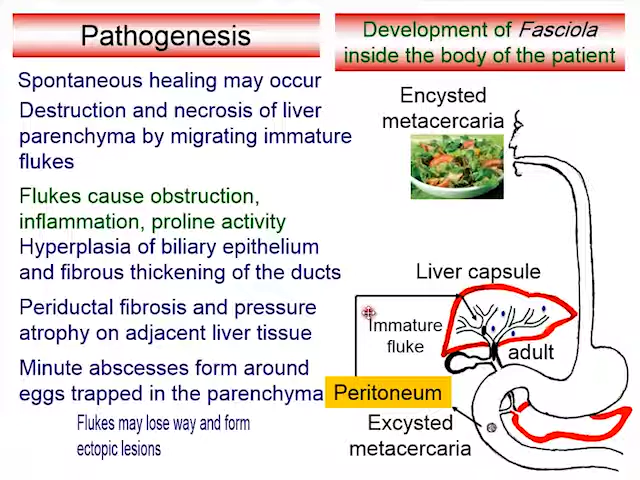 Pathogenesis
Spontaneous healing may occur
Destruction and necrosis of liver
parenchyma by migrating immature
flukes
Flukes cause obstruction,
inflammation, proline activity
Hyperplasia of biliary epithelium
and fibrous thickening of the ducts
Periductal fibrosis and pressure
atrophy on adjacent liver tissue
Minute abscesses form around
eggs trapped in the parenchyma
Flukes may lose way and form
ectopic lesions
Development of Fasciola
inside the body of the patient
Encysted
metacercaria
Liver capsule
Immature
fluke
adult
Peritoneum
Excysted
metacercaria